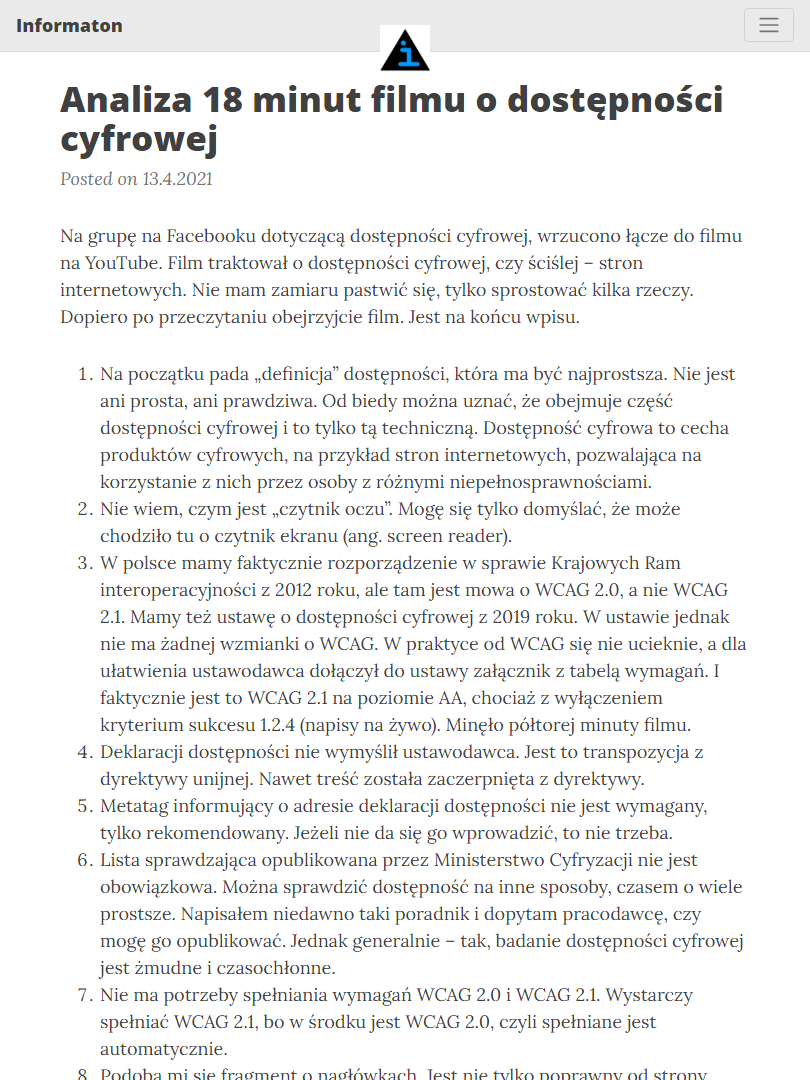 Informaton
Analiza 18 minut filmu o dostępności
cyfrowej
Posted on 13.4.2021
Na grupę na Facebooku dotyczącą dostępności cyfrowej, wrzucono łącze do filmu
na YouTube. Film traktował o dostępności cyfrowej, czy ściślej – stron
internetowych. Nie mam zamiaru pastwić się, tylko sprostować kilka rzeczy.
Dopiero po przeczytaniu obejrzyjcie film. Jest na końcu wpisu.
1. Na początku pada „definicja” dostępności, która ma być najprostsza. Nie jest
ani prosta, ani prawdziwa. Od biedy można uznać, że obejmuje część
dostępności cyfrowej i to tylko tą techniczną. Dostępność cyfrowa to cecha
produktów cyfrowych, na przykład stron internetowych, pozwalająca na
korzystanie z nich przez osoby z różnymi niepełnosprawnościami.
2. Nie wiem, czym jest „czytnik oczu”. Mogę się tylko domyślać, że może
chodziło tu o czytnik ekranu (ang. screen reader).
3. W polsce mamy faktycznie rozporządzenie w sprawie Krajowych Ram
interoperacyjności z 2012 roku, ale tam jest mowa o WCAG 2.0, a nie WCAG
2.1. Mamy też ustawę o dostępności cyfrowej z 2019 roku. W ustawie jednak
nie ma żadnej wzmianki o WCAG. W praktyce od WCAG się nie ucieknie, a dla
ułatwienia ustawodawca dołączył do ustawy załącznik z tabelą wymagań. I
faktycznie jest to WCAG 2.1 na poziomie AA, chociaż z wyłączeniem
kryterium sukcesu 1.2.4 (napisy na żywo). Minęło półtorej minuty filmu.
4. Deklaracji dostępności nie wymyślił ustawodawca. Jest to transpozycja z
dyrektywy unijnej. Nawet treść została zaczerpnięta z dyrektywy.
5. Metatag informujący o adresie deklaracji dostępności nie jest wymagany,
tylko rekomendowany. Jeżeli nie da się go wprowadzić, to nie trzeba.
6. Lista sprawdzająca opublikowana przez Ministerstwo Cyfryzacji nie jest
obowiązkowa. Można sprawdzić dostępność na inne sposoby, czasem o wiele
prostsze. Napisałem niedawno taki poradnik i dopytam pracodawcę, czy
mogę go opublikować. Jednak generalnie – tak, badanie dostępności cyfrowej
jest żmudne i czasochłonne.
7. Nie ma potrzeby spełniania wymagań WCAG 2.0 i WCAG 2.1. Wystarczy
spełniać WCAG 2.1, bo w środku jest WCAG 2.0, czyli spełniane jest
automatycznie.
8. Podoba mi się fragment o nagłówkach. Jest nie tylko poprawny od strony